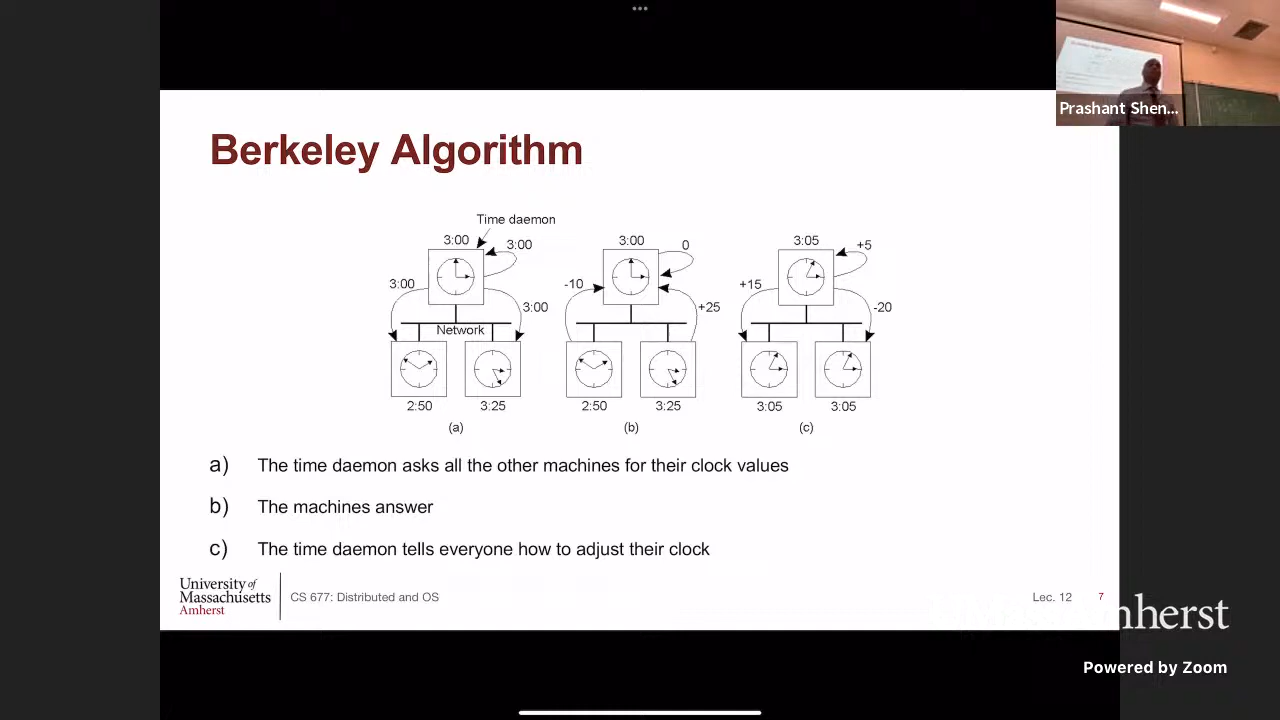 Prashant Shen...
Berkeley Algorithm
Time daemon
3:00
3:00
3:00
3:00
Network
2:50
3:25
(a)
3:00
0
-10
+25
2:50
3:25
(b)
3:05
+5
+15
-20
3:05
3:05
(c)
a) The time daemon asks all the other machines for their clock values
b) The machines answer
c) The time daemon tells everyone how to adjust their clock
University of
Massachusetts
Amherst
CS 677: Distributed and OS
Lec. 12
7
UMassAmherst
Powered by Zoom